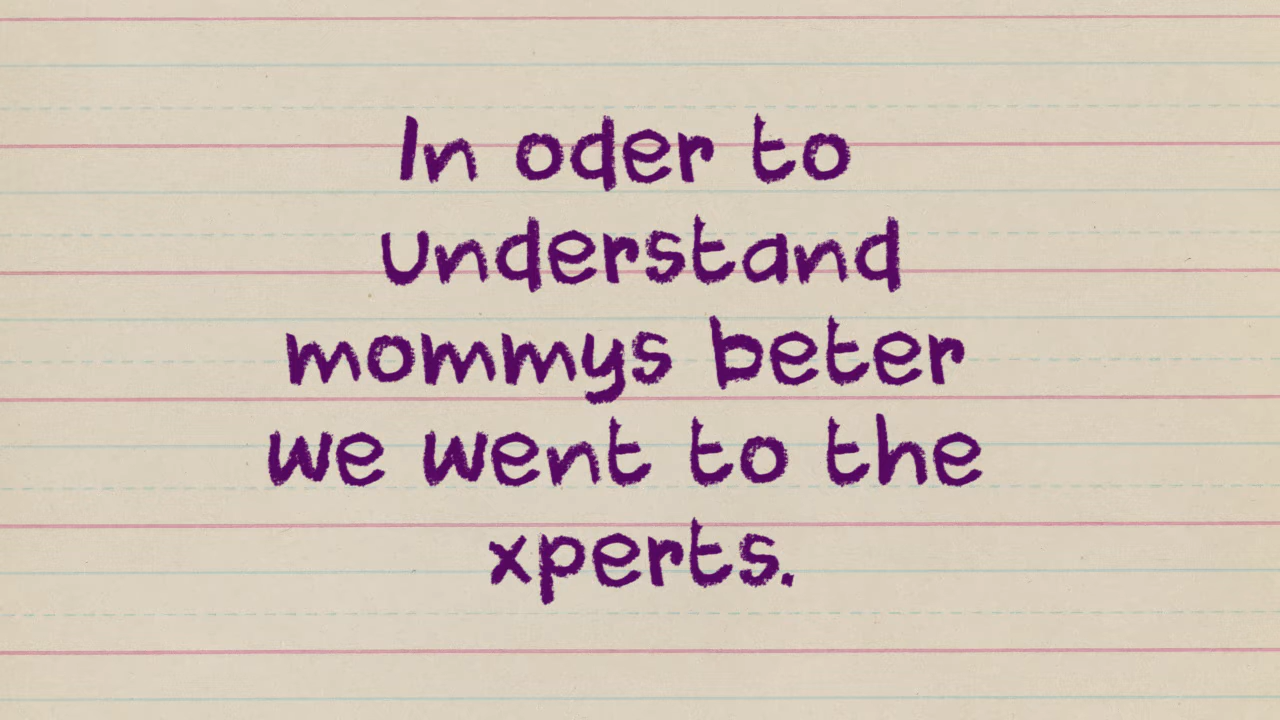 In oder to
understand
mommys beter
we went to the
xperts.